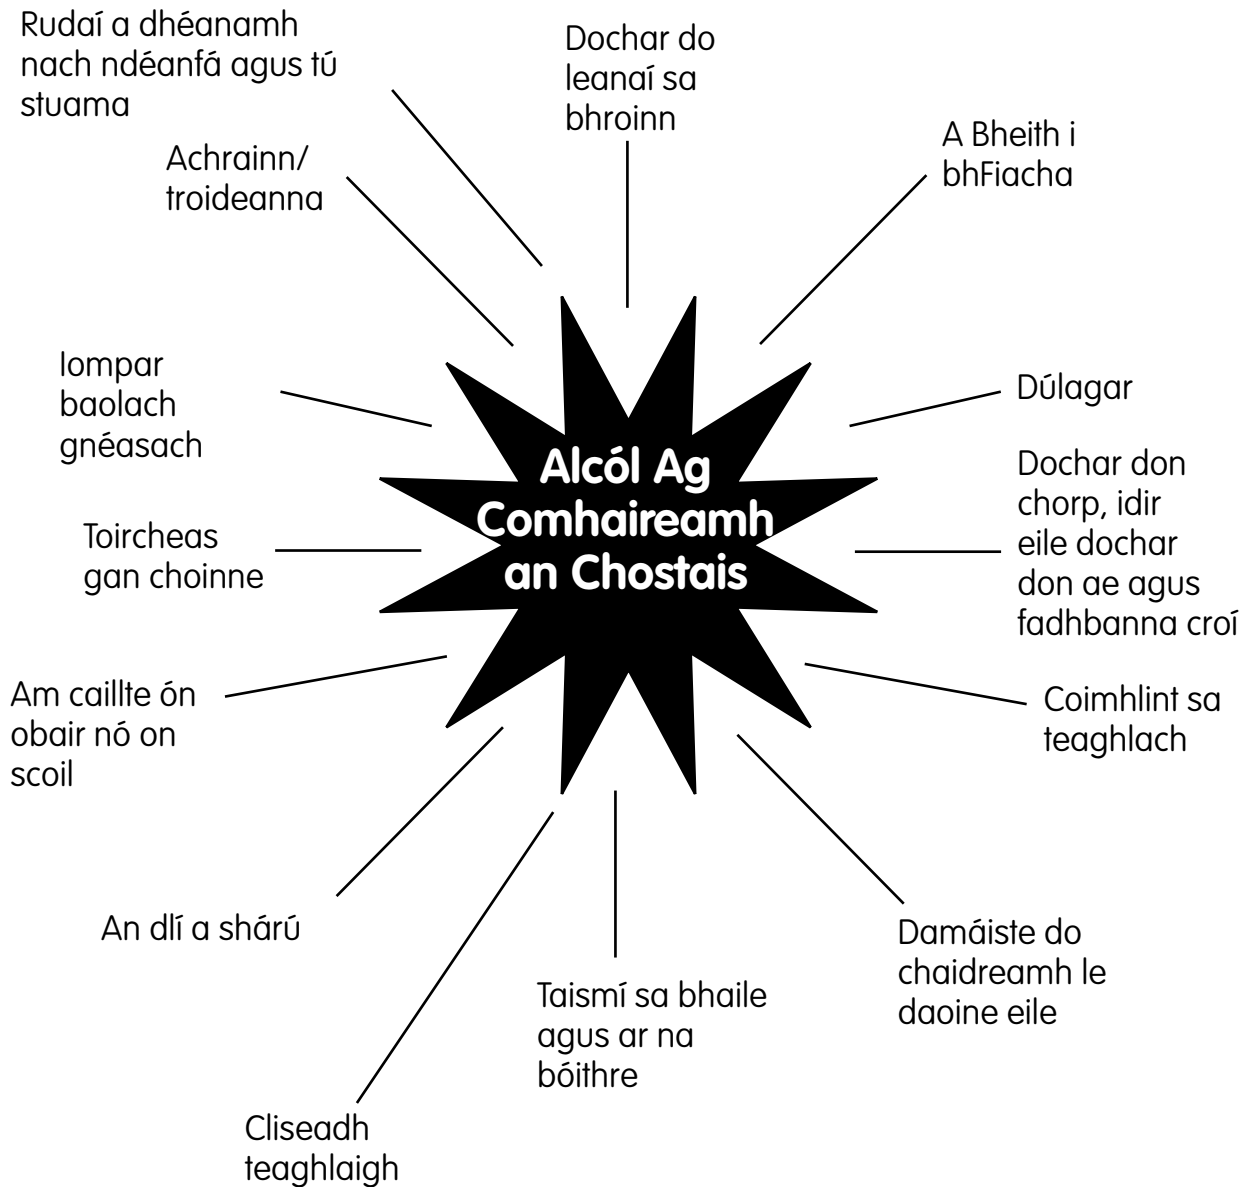 Rudaí a dhéanamh
nach ndéanfá agus tú
stuama
Dochar do
leanaí sa
bhroinn
A Bheith i
bhFiacha
Achrainn/
troideanna
Iompar
baolach
gnéasach
Dúlagar
Alcól Ag
Comhaireamh
an Chostais
Dochar don
chorp, idir
eile dochar
don ae agus
fadhbanna croí
Toircheas
gan choinne
Am caillte ón
obair nó on
scoil
Coimhlint sa
teaghlach
An dlí a shárú
Damáiste do
chaidreamh le
daoine eile
Taismí sa bhaile
agus ar na
bóithre
Cliseadh
teaghlaigh